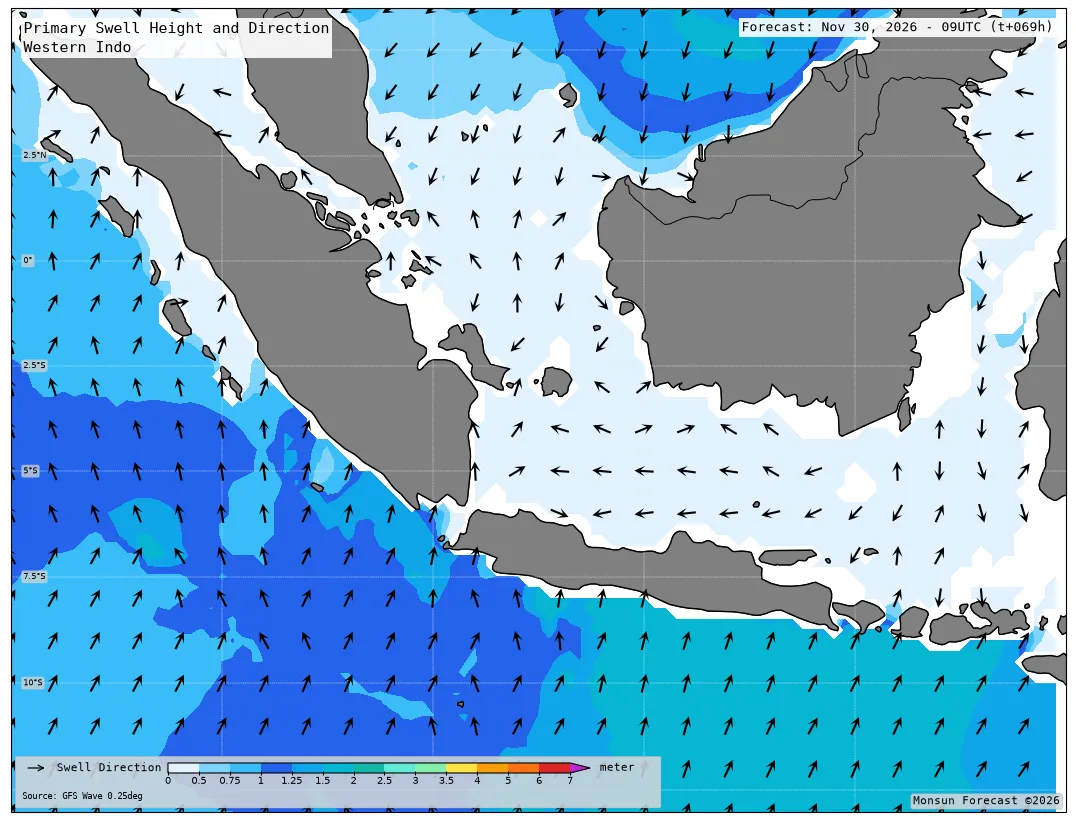 Primary Swell Height and Direction
Western Indo
Forecast: Nov 30, 2026 - 09UTC (t+069h)
2.5°N
0°
2.5°S
5°S
7.5°S
10°S
Swell Direction
0 0.5 0.75 1 1.25 1.5 2 2.5 3 3.5 4 5 6 7
meter
Source: GFS Wave 0.25deg
Monsun Forecast ©2026